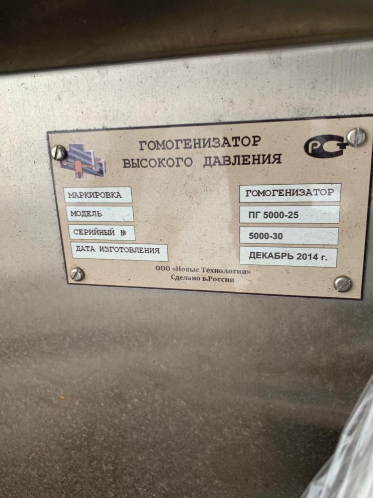 ГОМОГЕНИЗАТОР
ВЫСОКОГО ДАВЛЕНИЯ
РСТ
МАРКИРОВКА ГОМОГЕНИЗАТОР
МОДЕЛЬ ПГ 5000-25
СЕРИЙНЫЙ № 5000-30
ДАТА ИЗГОТОВЛЕНИЯ ДЕКАБРЬ 2014 г.
ООО «Новые Технологии»
Сделано в России